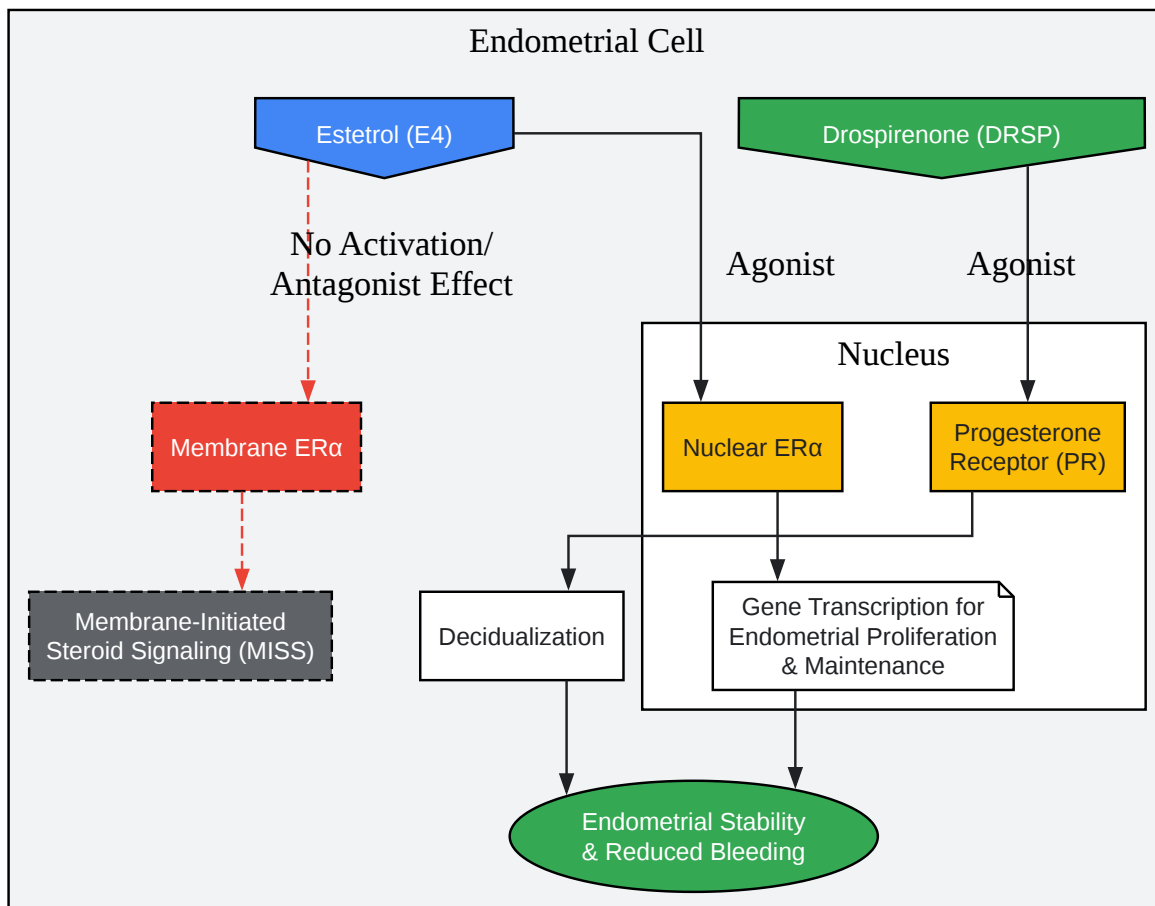 Endometrial Cell
Estetrol (E4)
Drospirenone (DRSP)
No Activation/
Antagonist Effect
Agonist
Agonist
Nucleus
Membrane ERα
Nuclear ERα
Progesterone
Receptor (PR)
Membrane-Initiated
Steroid Signaling (MISS)
Decidualization
Gene Transcription for
Endometrial Proliferation
& Maintenance
Endometrial Stability
& Reduced Bleeding